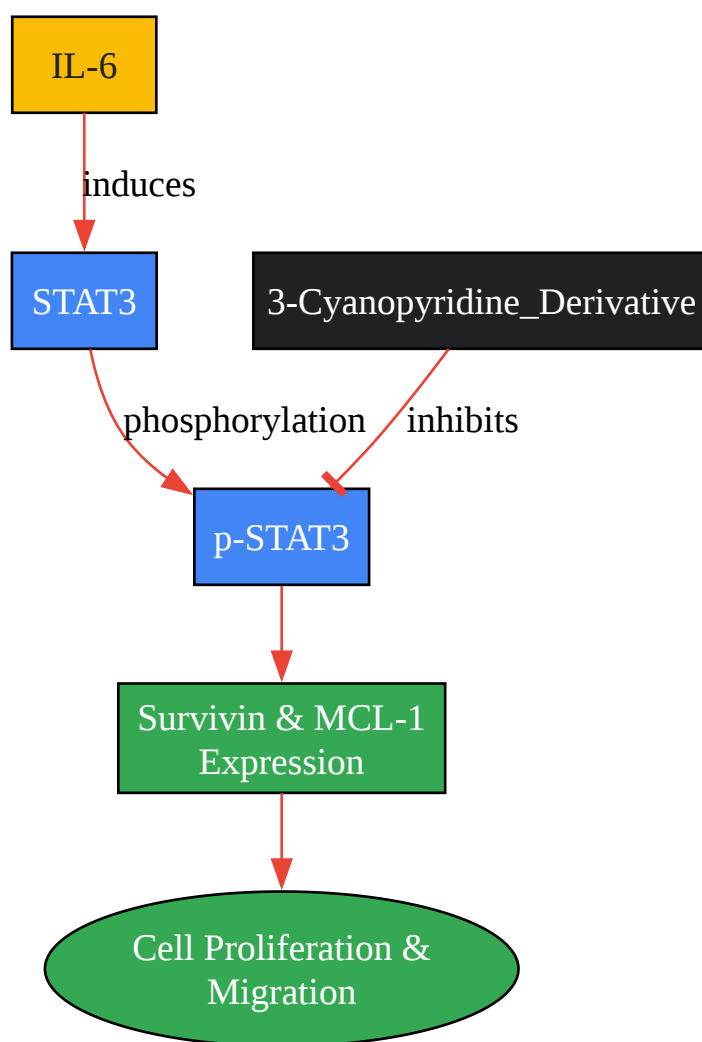 IL-6
induces
STAT3
3-Cyanopyridine_Derivative
phosphorylation
inhibits
p-STAT3
Survivin & MCL-1
Expression
Cell Proliferation &
Migration